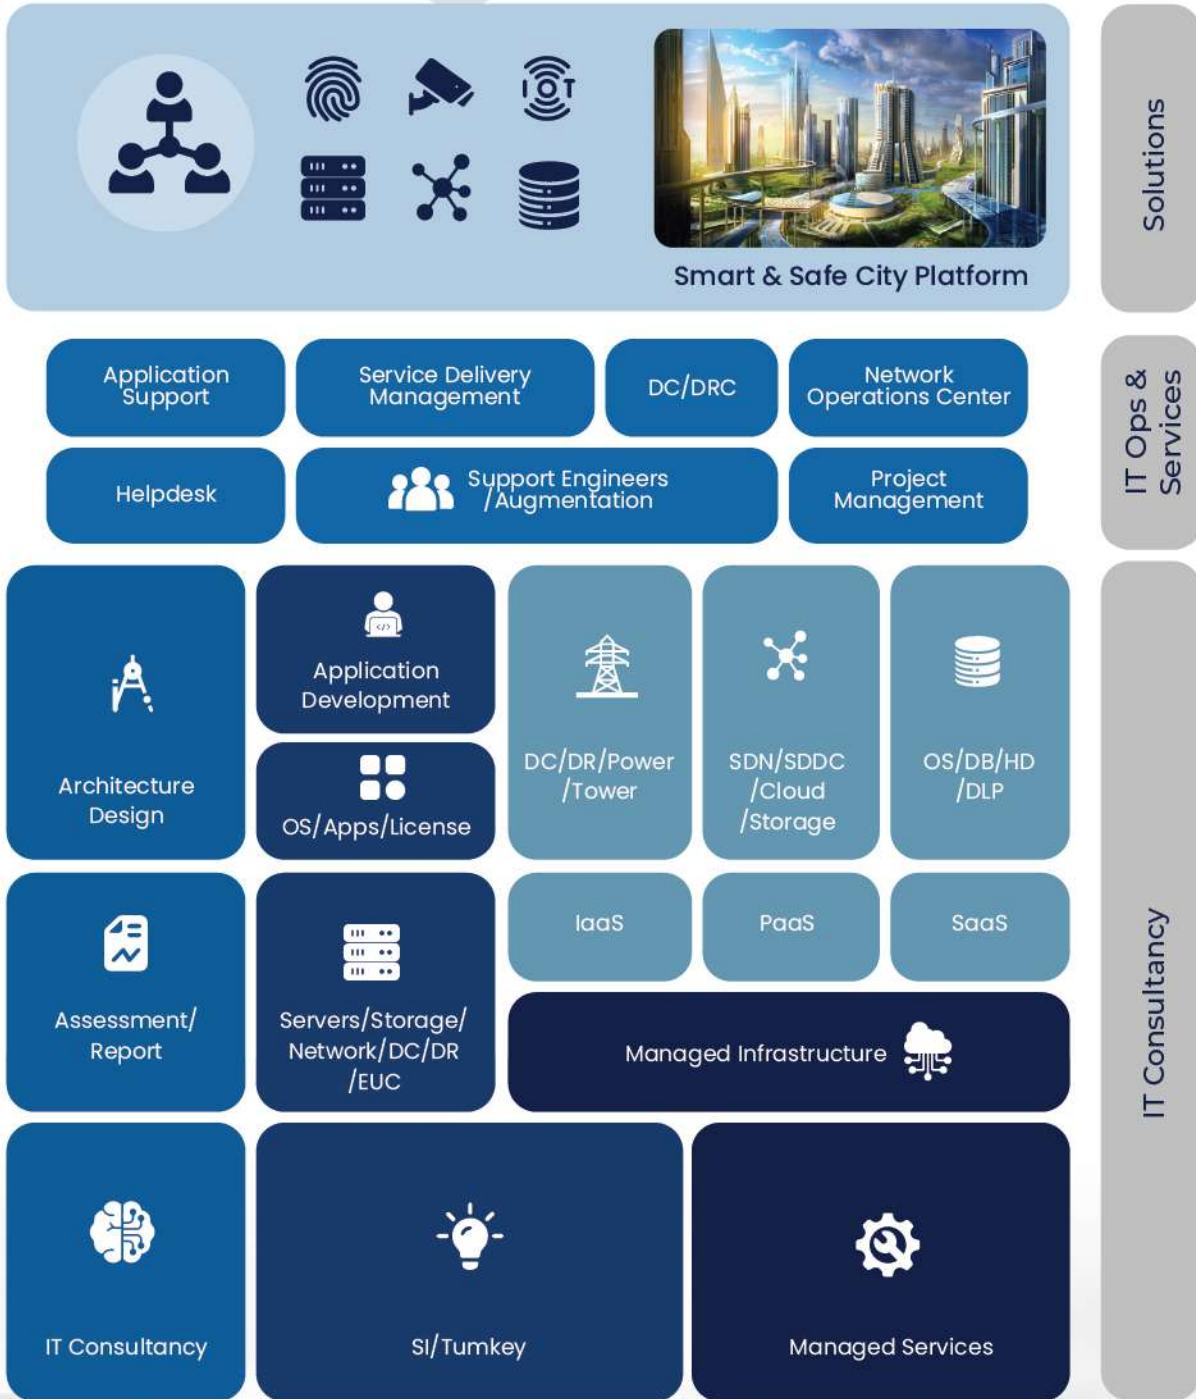 IOT
Smart & Safe City Platform
Solutions
Application
Support
Service Delivery
Management
DC/DRC
Network
Operations Center
Helpdesk
Support Engineers
/Augmentation
Project
Management
IT Ops &
Services
Architecture
Design
</>
Application
Development
OS/Apps/License
DC/DR/Power
/Tower
SDN/SDDC
/Cloud
/Storage
OS/DB/HD
/DLP
Assessment/
Report
Servers/Storage/
Network/DC/DR
/EUC
IaaS
PaaS
SaaS
Managed Infrastructure
IT Consultancy
SI/Tumkey
Managed Services
IT Consultancy